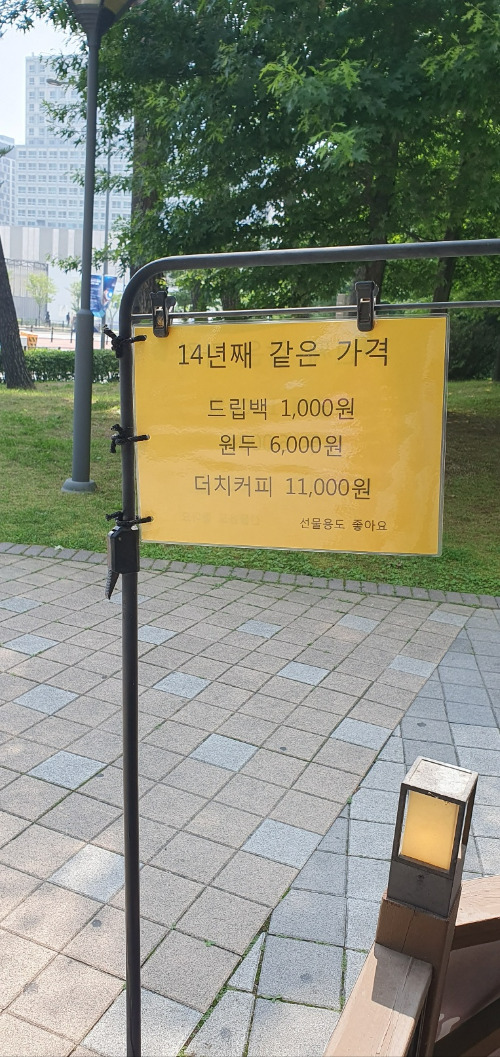 14년째 같은 가격
드립백 1,000원
원두 6,000원
더치커피 11,000원
선물용도 좋아요